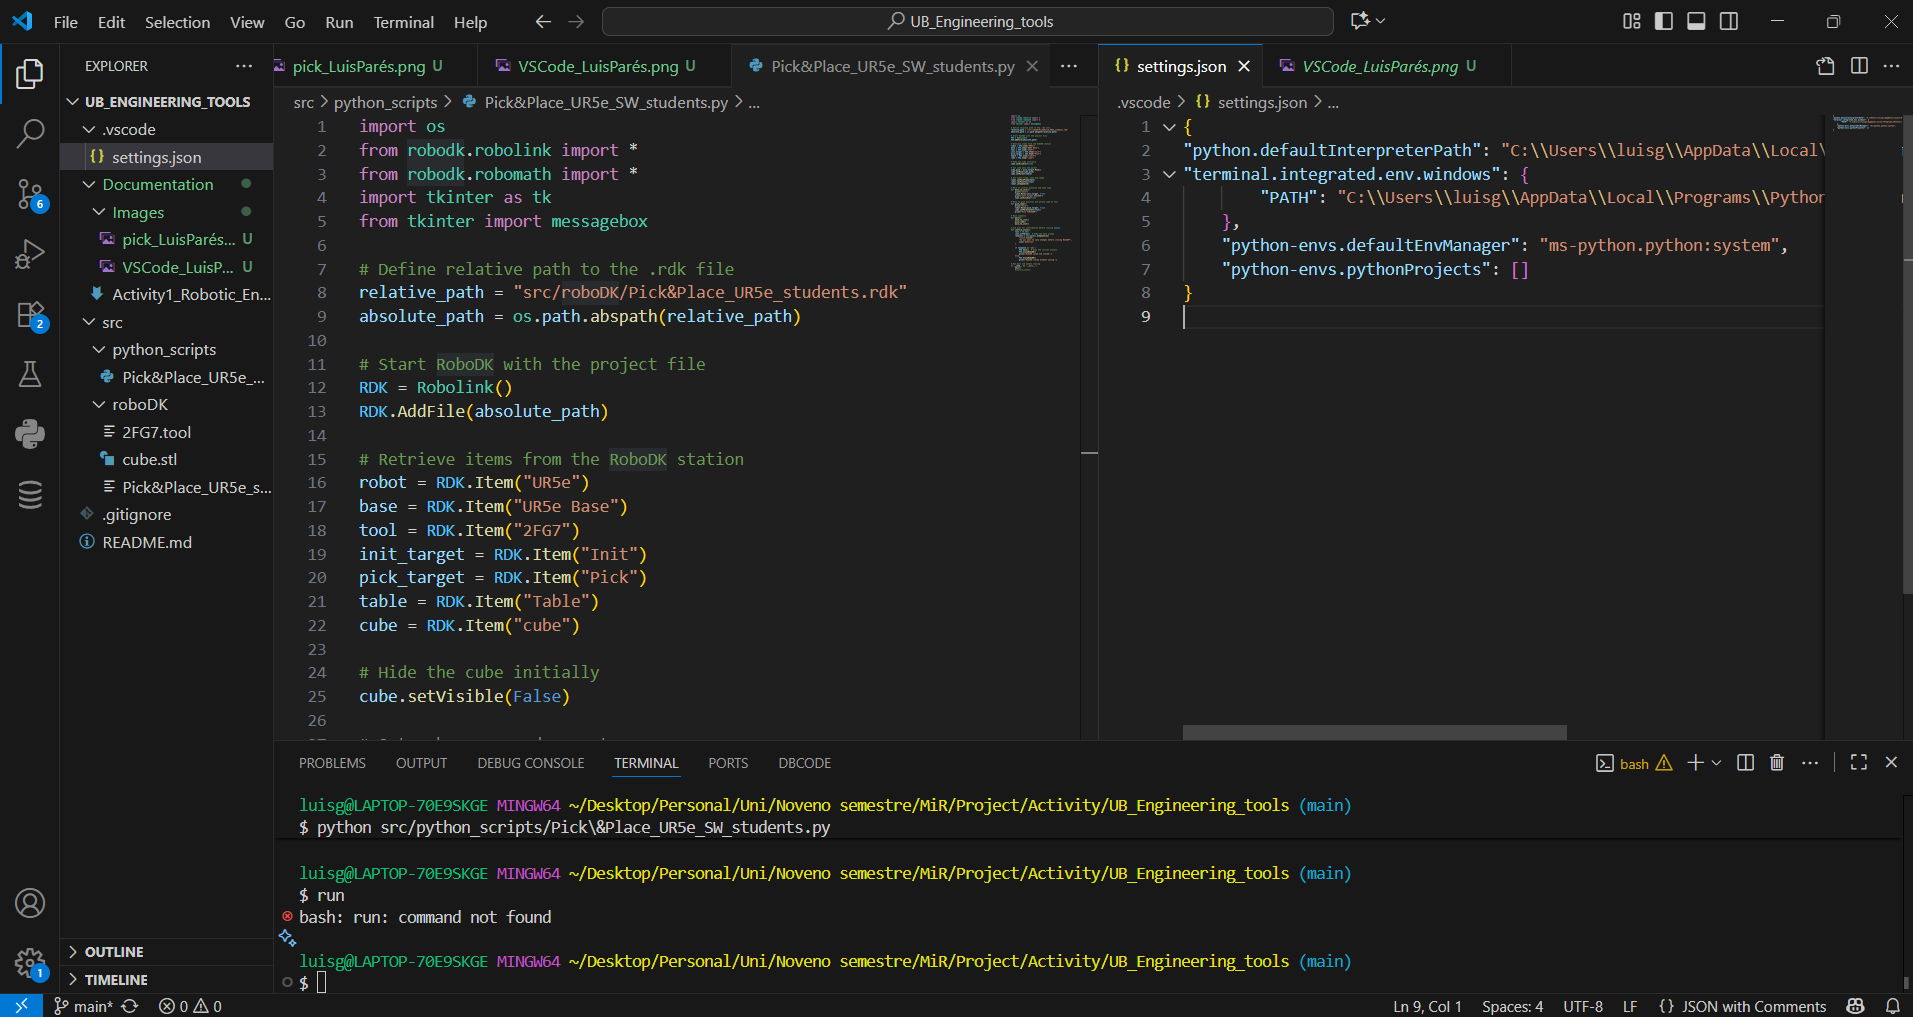 File Edit Selection View Go Run Terminal Help
UB_Engineering_tools
EXPLORER
UB_ENGINEERING_TOOLS
.vscode
{} settings.json
Documentation
Images
pick_LuisParés... U
VSCode_LuisP... U
Activity1_Robotic_En...
src
python_scripts
Pick&Place_UR5e_...
roboDK
2FG7.tool
cube.stl
Pick&Place_UR5e_s...
.gitignore
README.md
OUTLINE
TIMELINE
6
2
1
pick_LuisParés.png U
VSCode_LuisParés.png U
Pick&Place_UR5e_SW_students.py
src > python_scripts > Pick&Place_UR5e_SW_students.py > ...
1 import os
2 from robodk.robolink import *
3 from robodk.robomath import *
4 import tkinter as tk
5 from tkinter import messagebox
6
7 # Define relative path to the .rdk file
8 relative_path = "src/roboDK/Pick&Place_UR5e_students.rdk"
9 absolute_path = os.path.abspath(relative_path)
10
11 # Start RoboDK with the project file
12 RDK = Robolink()
13 RDK.AddFile(absolute_path)
14
15 # Retrieve items from the RoboDK station
16 robot = RDK.Item("UR5e")
17 base = RDK.Item("UR5e Base")
18 tool = RDK.Item("2FG7")
19 init_target = RDK.Item("Init")
20 pick_target = RDK.Item("Pick")
21 table = RDK.Item("Table")
22 cube = RDK.Item("cube")
23
24 # Hide the cube initially
25 cube.setVisible(False)
26
{} settings.json
VSCode_LuisParés.png U
.vscode > {} settings.json > ...
1 {
2 "python.defaultInterpreterPath": "C:\\Users\\luisg\\AppData\\Local\
3 "terminal.integrated.env.windows": {
4 "PATH": "C:\\Users\\luisg\\AppData\\Local\\Programs\\Python
5 },
6 "python-envs.defaultEnvManager": "ms-python.python:system",
7 "python-envs.pythonProjects": []
8 }
9
PROBLEMS OUTPUT DEBUG CONSOLE TERMINAL PORTS DBCODE
bash
luisg@LAPTOP-70E9SKGE MINGW64 ~/Desktop/Personal/Uni/Noveno semestre/MiR/Project/Activity/UB_Engineering_tools (main)
$ python src/python_scripts/Pick\&Place_UR5e_SW_students.py
luisg@LAPTOP-70E9SKGE MINGW64 ~/Desktop/Personal/Uni/Noveno semestre/MiR/Project/Activity/UB_Engineering_tools (main)
$ run
bash: run: command not found
luisg@LAPTOP-70E9SKGE MINGW64 ~/Desktop/Personal/Uni/Noveno semestre/MiR/Project/Activity/UB_Engineering_tools (main)
$
main* 0 0
Ln 9, Col 1 Spaces: 4 UTF-8 LF {} JSON with Comments